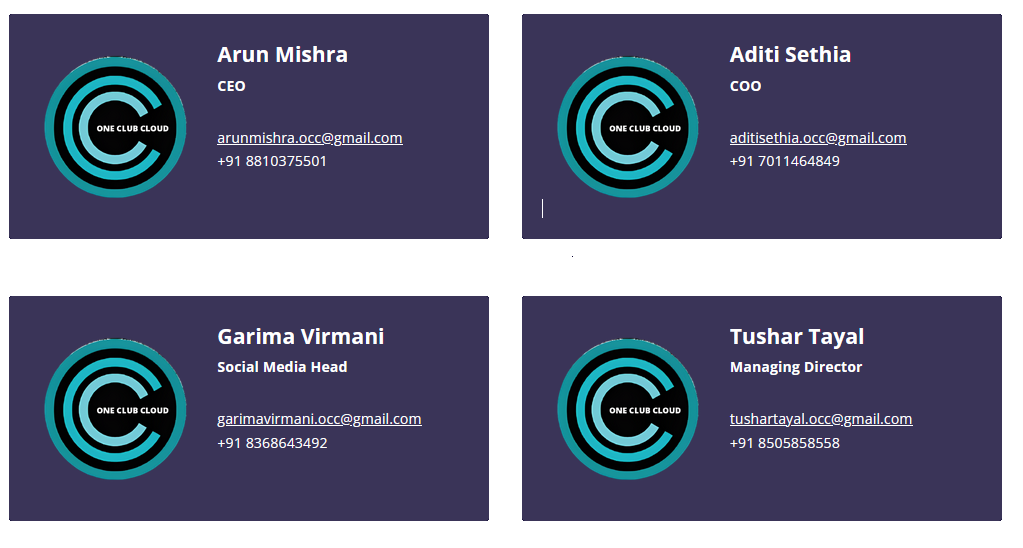 Arun Mishra
CEO
ONE CLUB CLOUD
arunmishra.occ@gmail.com
+91 8810375501
Aditi Sethia
COO
ONE CLUB CLOUD
aditisethia.occ@gmail.com
+91 7011464849
Garima Virmani
Social Media Head
ONE CLUB CLOUD
garimavirmani.occ@gmail.com
+91 8368643492
Tushar Tayal
Managing Director
ONE CLUB CLOUD
tushartayal.occ@gmail.com
+91 8505858558